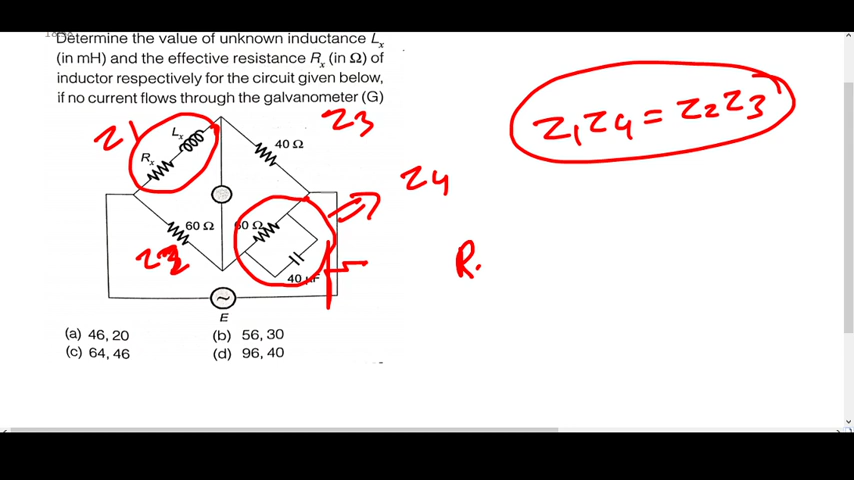 Determine the value of unknown inductance Lₓ
(in mH) and the effective resistance Rₓ (in Ω) of
inductor respectively for the circuit given below,
if no current flows through the galvanometer (G)
Z1
Z3
Z1Z4 = Z2Z3
Lₓ
Rₓ
40 Ω
Z4
60 Ω
60 Ω
Z2
R.
40 μF
E
(a) 46, 20
(b) 56, 30
(c) 64, 46
(d) 96, 40